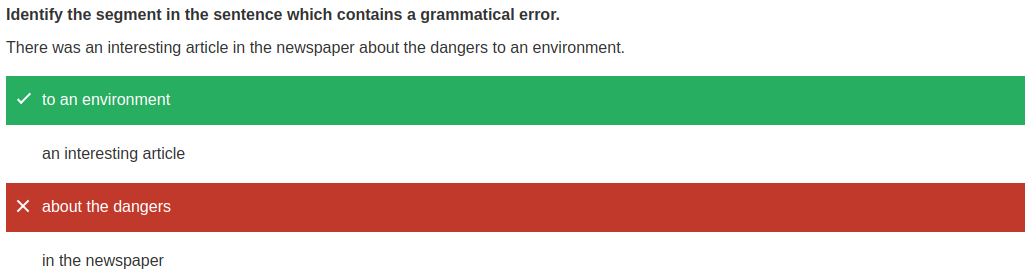 Identify the segment in the sentence which contains a grammatical error.
There was an interesting article in the newspaper about the dangers to an environment.
to an environment
an interesting article
about the dangers
in the newspaper